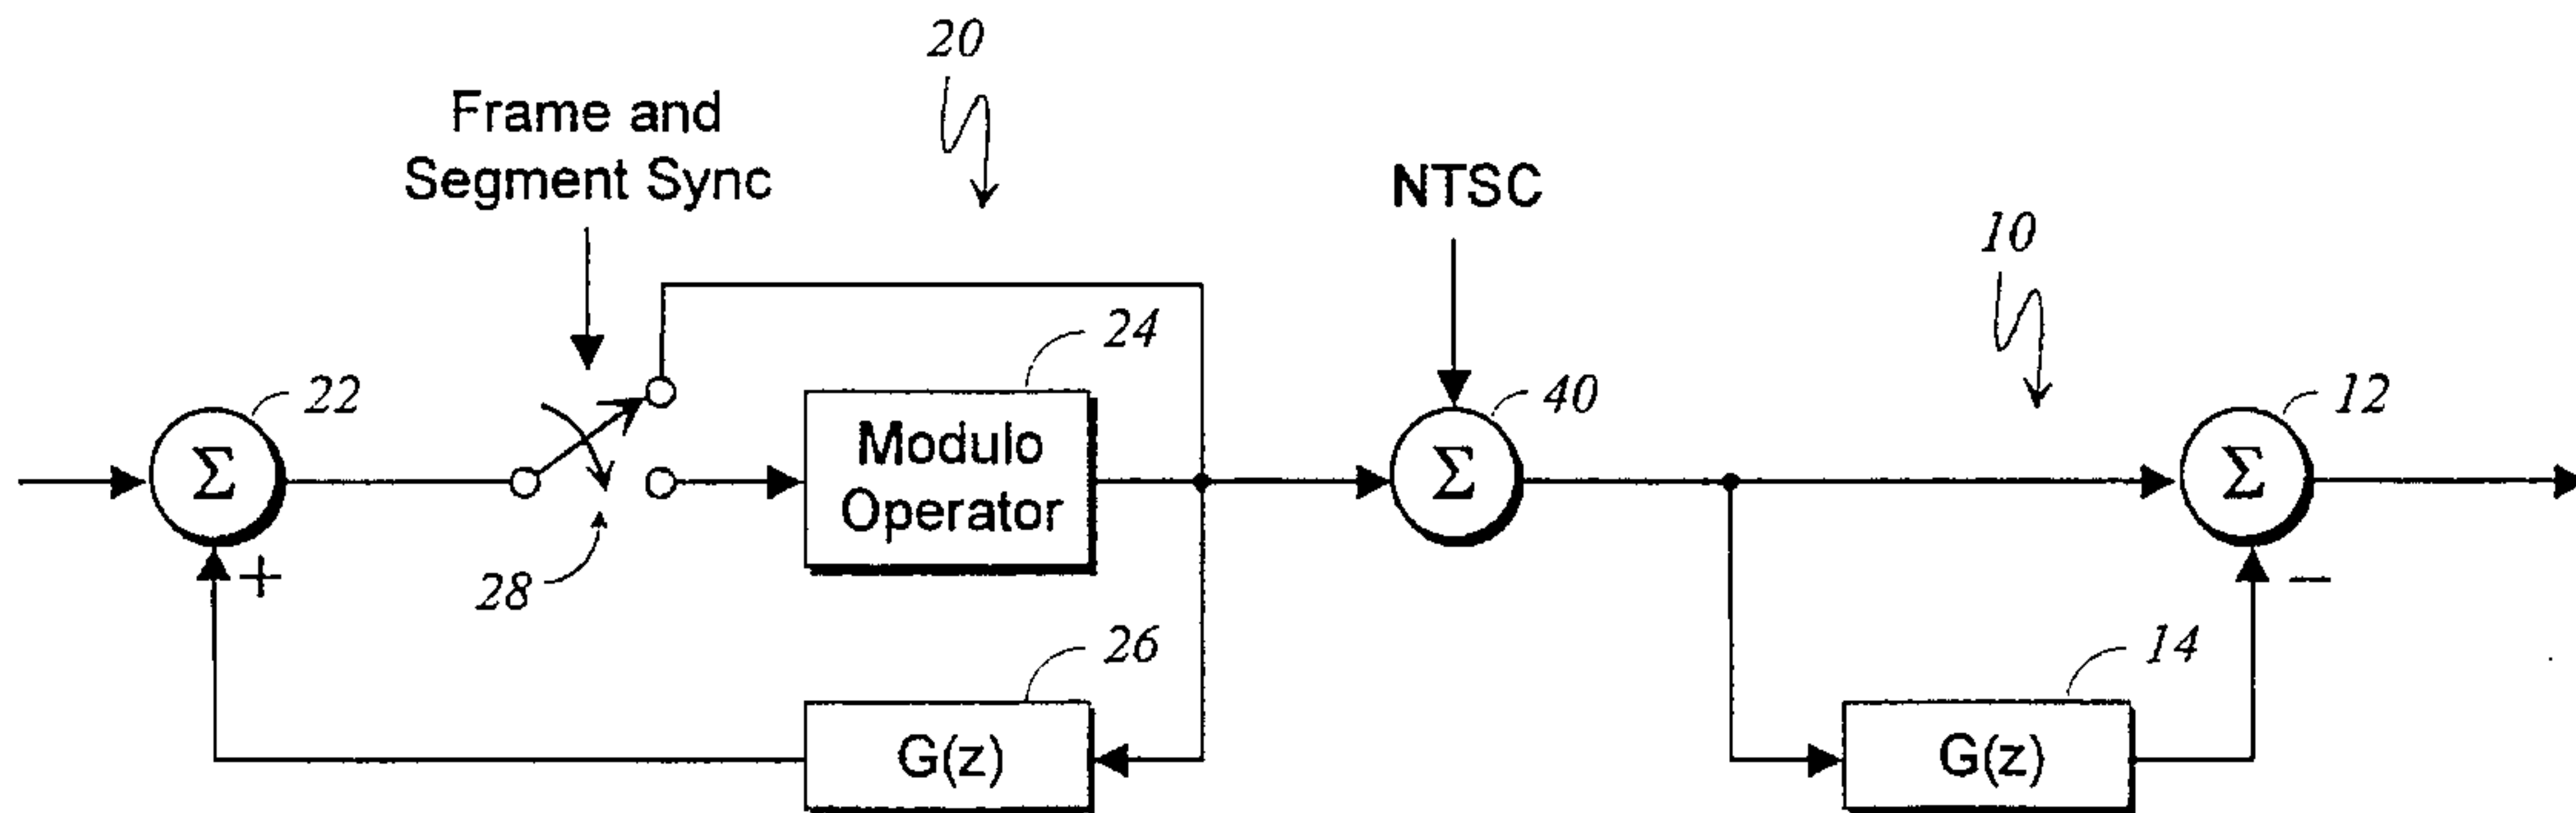 20
Frame and
Segment Sync
NTSC
10
24
22
40
12
Σ
Modulo
Operator
Σ
Σ
+
28
−
26
14
G(z)
G(z)